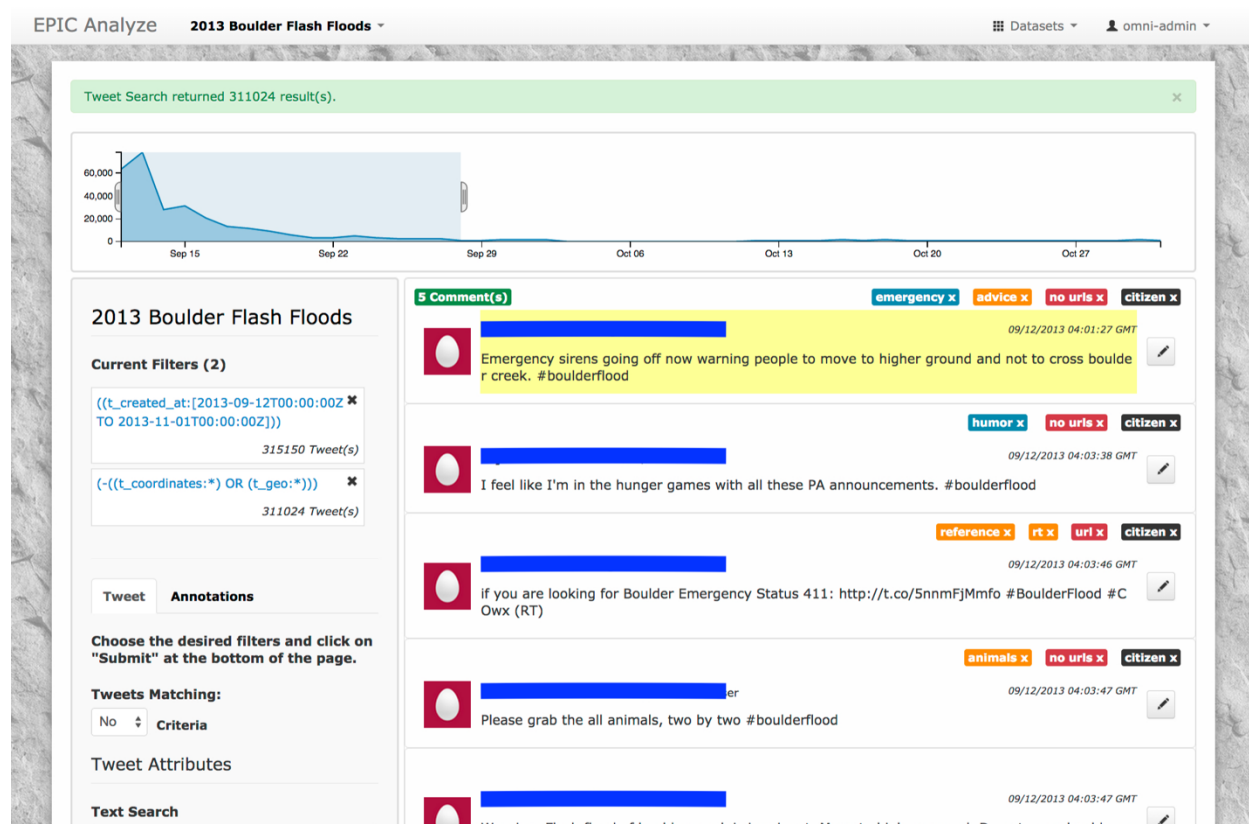 EPIC Analyze 2013 Boulder Flash Floods Datasets omni-admin
Tweet Search returned 311024 result(s). ×
60,000
40,000
20,000
0
Sep 15 Sep 22 Sep 29 Oct 06 Oct 13 Oct 20 Oct 27
2013 Boulder Flash Floods
Current Filters (2)
((t_created_at:[2013-09-12T00:00:00Z
TO 2013-11-01T00:00:00Z]))
315150 Tweet(s)
(-((t_coordinates:*) OR (t_geo:*)))
311024 Tweet(s)
Tweet Annotations
Choose the desired filters and click on
"Submit" at the bottom of the page.
Tweets Matching:
No Criteria
Tweet Attributes
Text Search
5 Comment(s) emergency x advice x no urls x citizen x
09/12/2013 04:01:27 GMT
Emergency sirens going off now warning people to move to higher ground and not to cross boulde
r creek. #boulderflood
humor x no urls x citizen x
09/12/2013 04:03:38 GMT
I feel like I'm in the hunger games with all these PA announcements. #boulderflood
reference x rt x url x citizen x
09/12/2013 04:03:46 GMT
if you are looking for Boulder Emergency Status 411: http://t.co/5nnmFjMmfo #BoulderFlood #C
Owx (RT)
animals x no urls x citizen x
er 09/12/2013 04:03:47 GMT
Please grab the all animals, two by two #boulderflood
09/12/2013 04:03:47 GMT